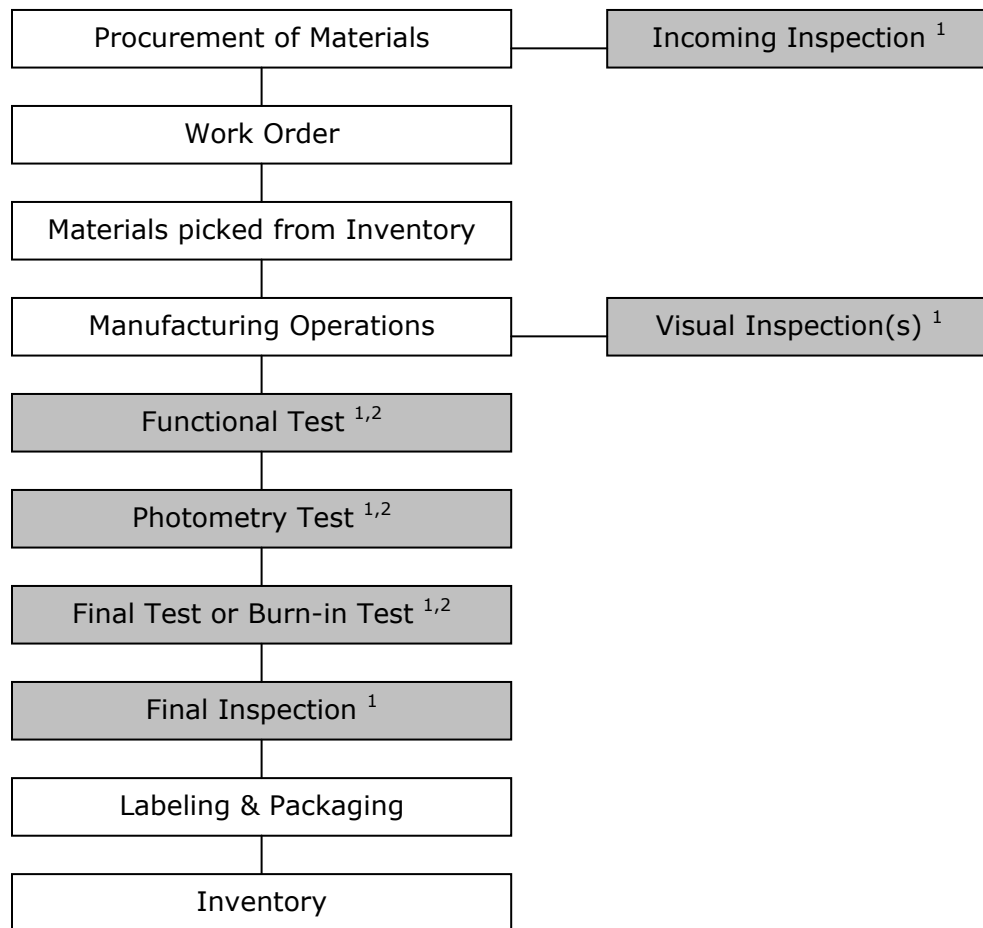 Procurement of Materials
Incoming Inspection ¹
Work Order
Materials picked from Inventory
Manufacturing Operations
Visual Inspection(s) ¹
Functional Test ¹,²
Photometry Test ¹,²
Final Test or Burn-in Test ¹,²
Final Inspection ¹
Labeling & Packaging
Inventory